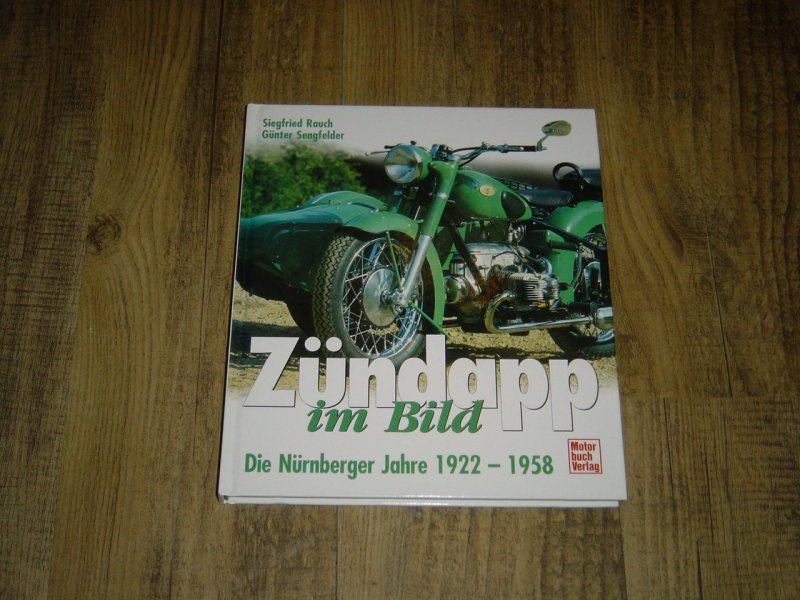 Siegfried Rauch
Günter Sengfelder
Zündapp
im Bild
Die Nürnberger Jahre 1922 – 1958
Motor
buch
Verlag